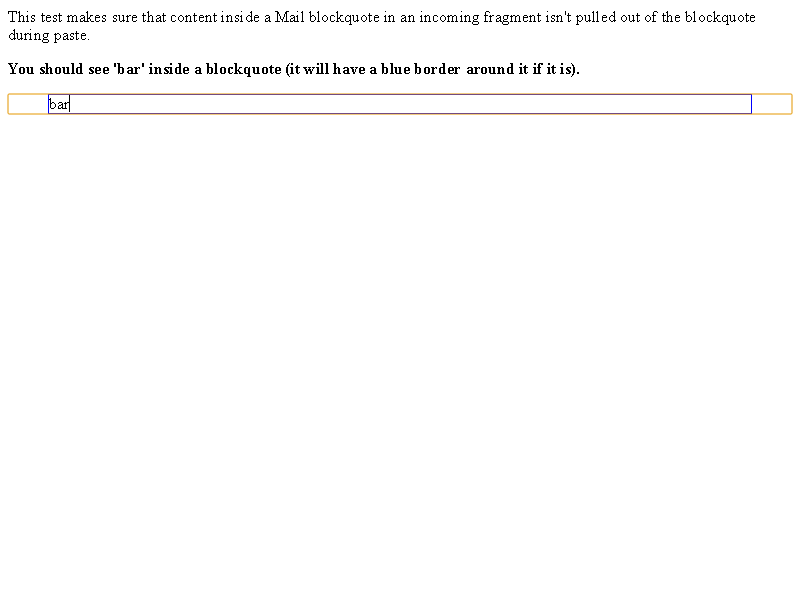 This test makes sure that content inside a Mail blockquote in an incoming fragment isn't pulled out of the blockquote
during paste.
You should see 'bar' inside a blockquote (it will have a blue border around it if it is).
bar